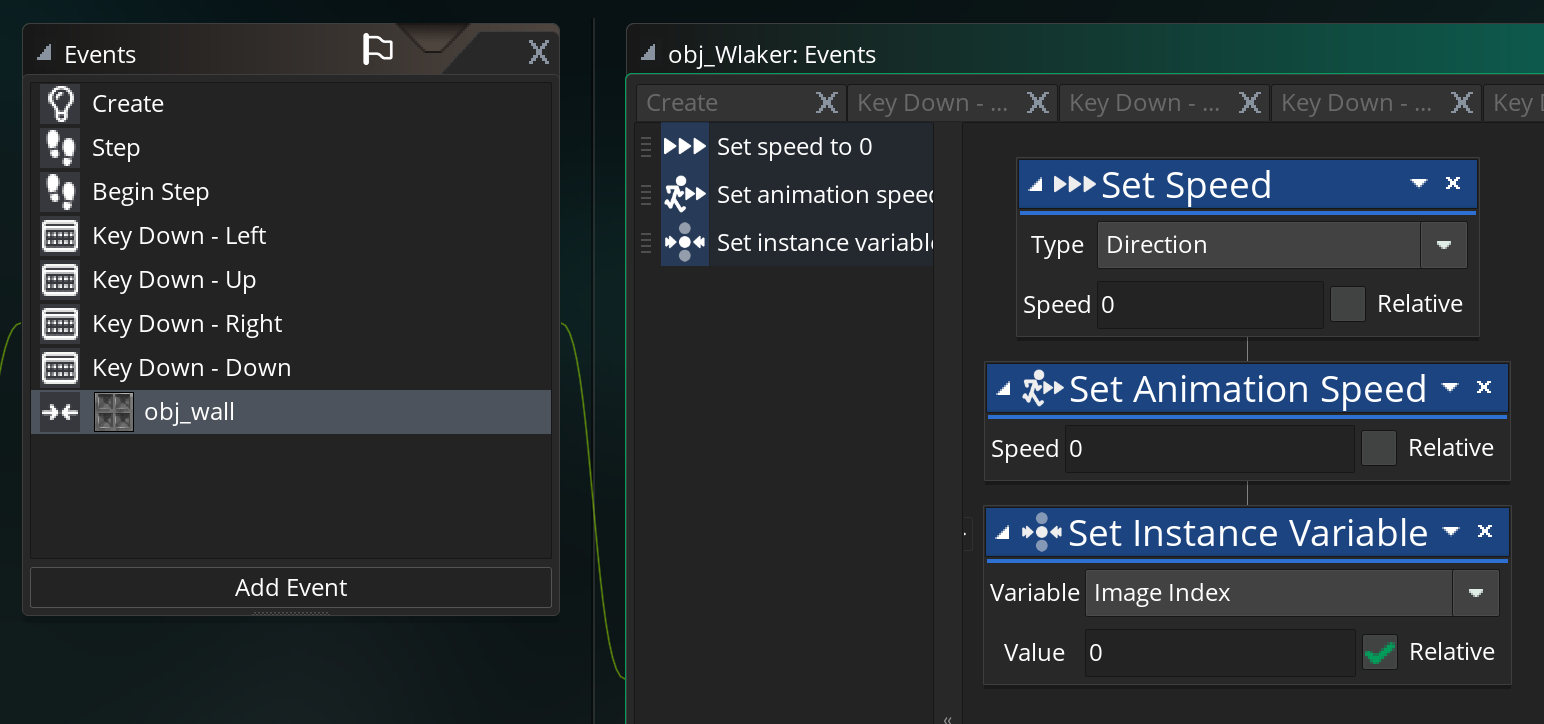 Events
Create
Step
Begin Step
Key Down - Left
Key Down - Up
Key Down - Right
Key Down - Down
obj_wall
Add Event
obj_Wlaker: Events
Create
Key Down - ...
Key Down - ...
Key Down - ...
Key D
Set speed to 0
Set animation speed
Set instance variable
Set Speed
Type Direction
Speed 0 Relative
Set Animation Speed
Speed 0 Relative
Set Instance Variable
Variable Image Index
Value 0 Relative